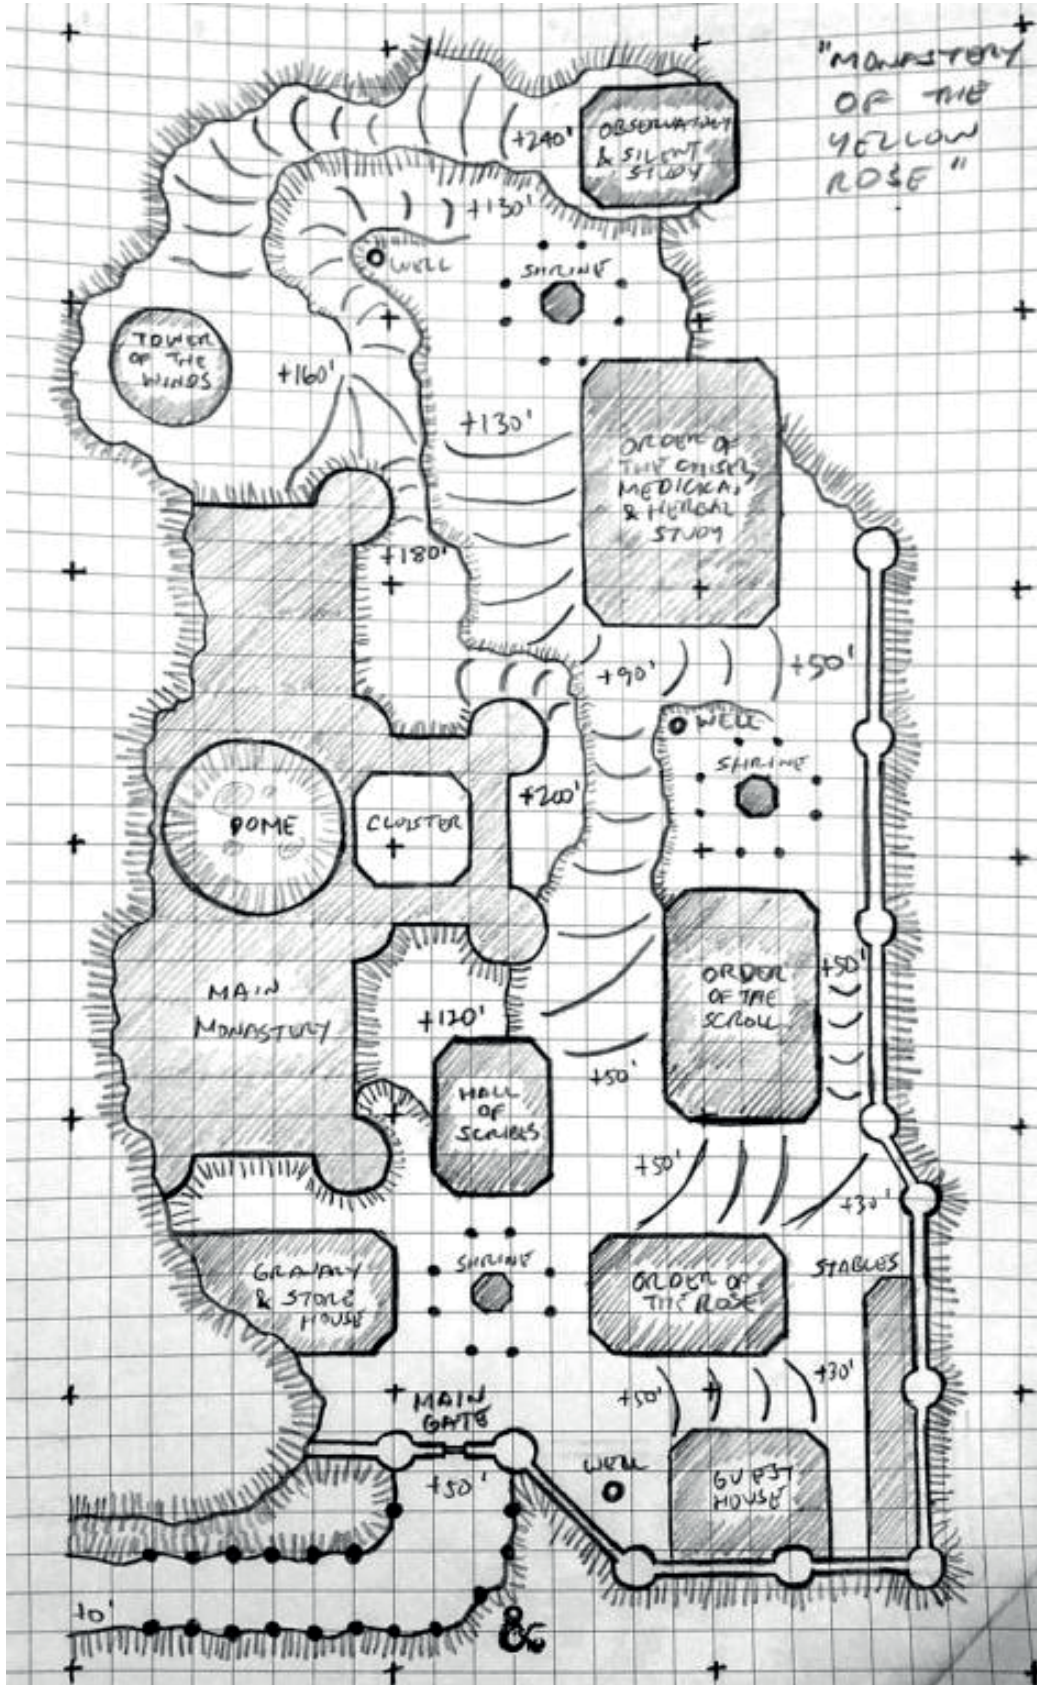 "MONASTERY
OF THE
YELLOW
ROSE"
+240'
OBSERVATORY
& SILENT
STUDY
+130'
WELL
SHRINE
TOWER
OF THE
WINDS
+160'
+130'
ORDER OF
THE CHISEL,
MEDICKA,
& HERBAL
STUDY
+180'
+90'
+50'
WELL
SHRINE
+200'
DOME
CLOISTER
ORDER
OF THE
SCROLL
+50'
MAIN
MONASTERY
+120'
+50'
HALL
OF
SCRIBES
+50'
+30'
GRANARY
& STORE
HOUSE
SHRINE
ORDER OF
THE ROSE
STABLES
+50'
+30'
MAIN
GATE
+50'
WELL
GUEST
HOUSE
+0'